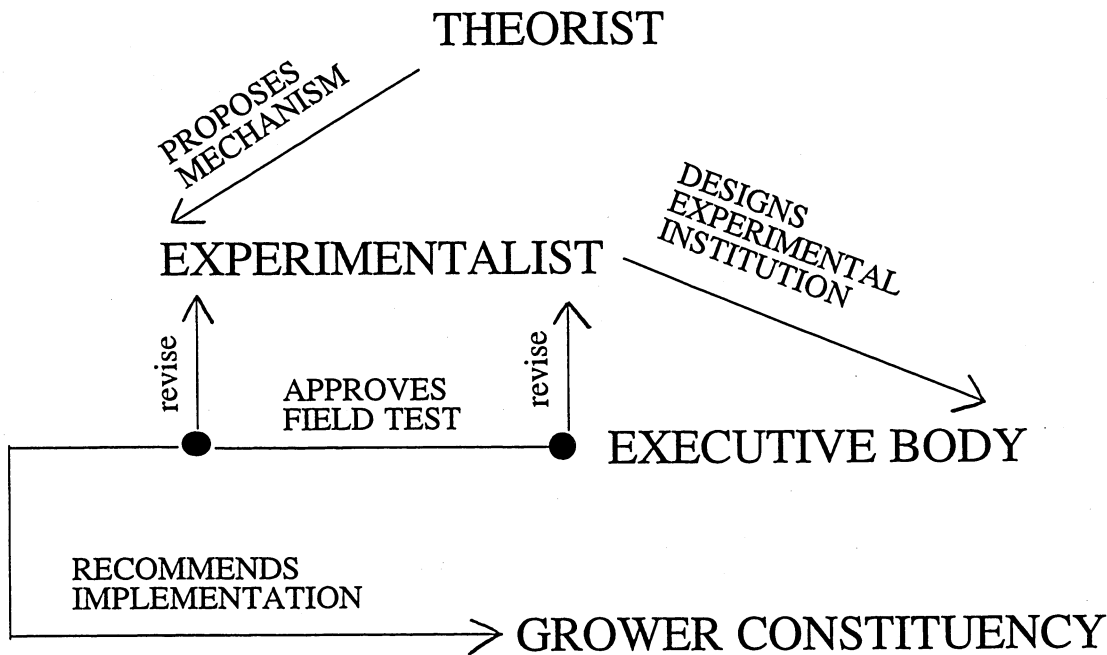 THEORIST
PROPOSES
MECHANISM
DESIGNS
EXPERIMENTAL
INSTITUTION
EXPERIMENTALIST
revise
revise
APPROVES
FIELD TEST
EXECUTIVE BODY
RECOMMENDS
IMPLEMENTATION
GROWER CONSTITUENCY